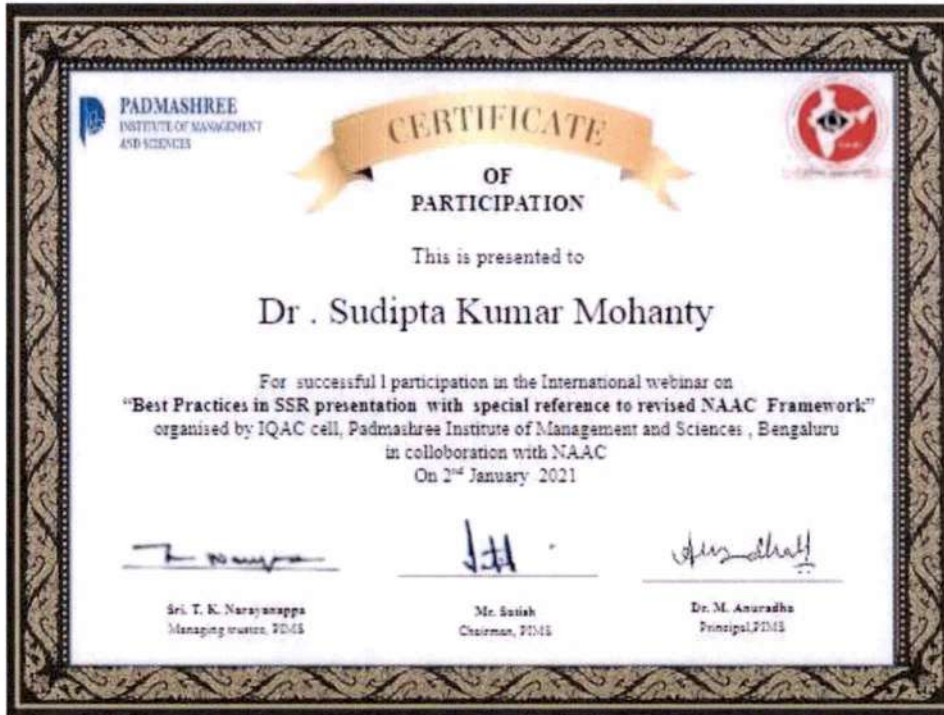 PADMASHREE
INSTITUTE OF MANAGEMENT
AND SCIENCES
CERTIFICATE
OF
PARTICIPATION
This is presented to
Dr . Sudipta Kumar Mohanty
For successful l participation in the International webinar on
“Best Practices in SSR presentation with special reference to revised NAAC Framework”
organised by IQAC cell, Padmashree Institute of Management and Sciences , Bengaluru
in colloboration with NAAC
On 2nd January 2021
Sri. T. K. Narayanappa
Managing trustee, PIMS
Mr. Satish
Chairman, PIMS
Dr. M. Anuradha
Principal,PIMS